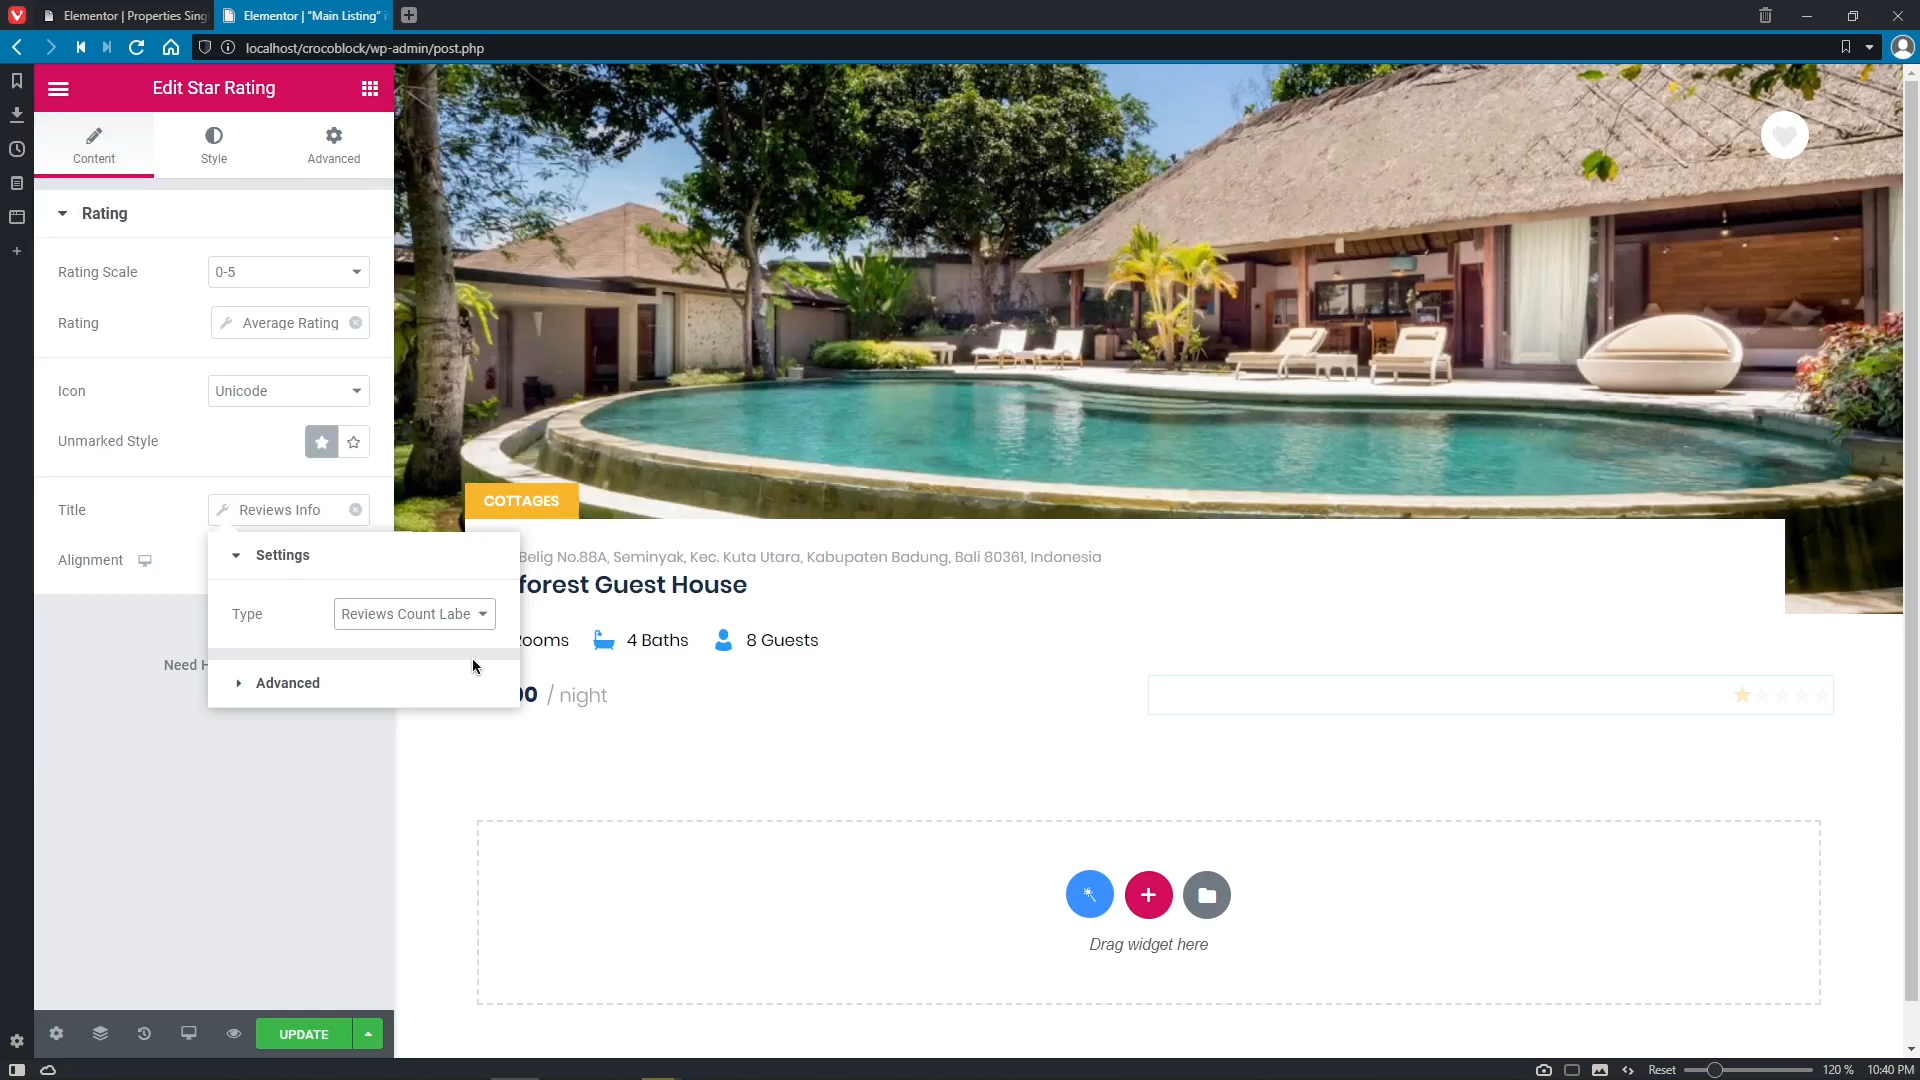 Elementor | Properties Sing
Elementor | "Main Listing"
localhost/crocoblock/wp-admin/post.php
Edit Star Rating
Content
Style
Advanced
Rating
Rating Scale
0-5
Rating
Average Rating
Icon
Unicode
Unmarked Style
Title
Reviews Info
Alignment
Settings
Type
Reviews Count Labe
Advanced
Need H
UPDATE
COTTAGES
Belig No.88A, Seminyak, Kec. Kuta Utara, Kabupaten Badung, Bali 80361, Indonesia
forest Guest House
ooms
4 Baths
8 Guests
00 / night
Drag widget here
Reset
120 %
10:40 PM